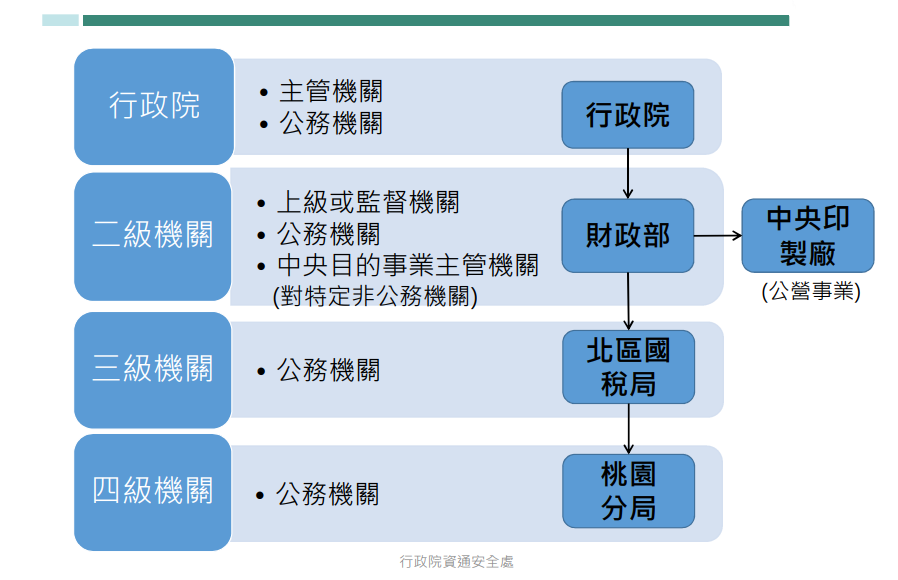 行政院
• 主管機關
• 公務機關
行政院
二級機關
• 上級或監督機關
• 公務機關
• 中央目的事業主管機關
(對特定非公務機關)
財政部
中央印
製廠
(公營事業)
三級機關
• 公務機關
北區國
稅局
四級機關
• 公務機關
桃園
分局
行政院資通安全處